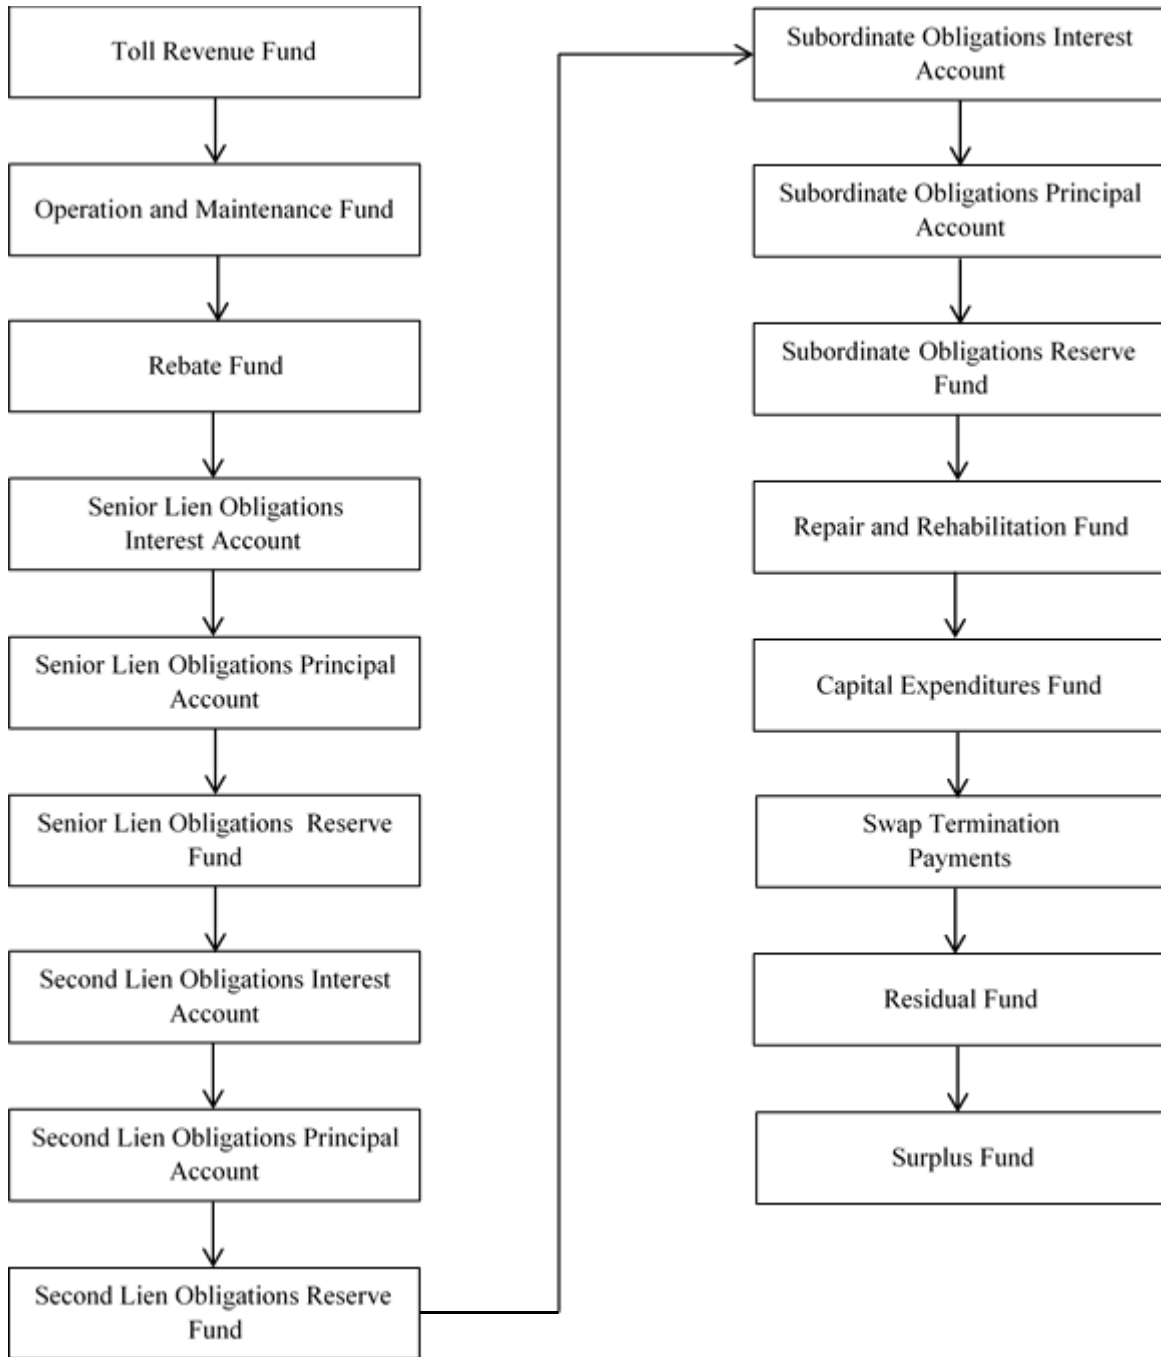 Toll Revenue Fund
Operation and Maintenance Fund
Rebate Fund
Senior Lien Obligations
Interest Account
Senior Lien Obligations Principal
Account
Senior Lien Obligations Reserve
Fund
Second Lien Obligations Interest
Account
Second Lien Obligations Principal
Account
Second Lien Obligations Reserve
Fund
Subordinate Obligations Interest
Account
Subordinate Obligations Principal
Account
Subordinate Obligations Reserve
Fund
Repair and Rehabilitation Fund
Capital Expenditures Fund
Swap Termination
Payments
Residual Fund
Surplus Fund